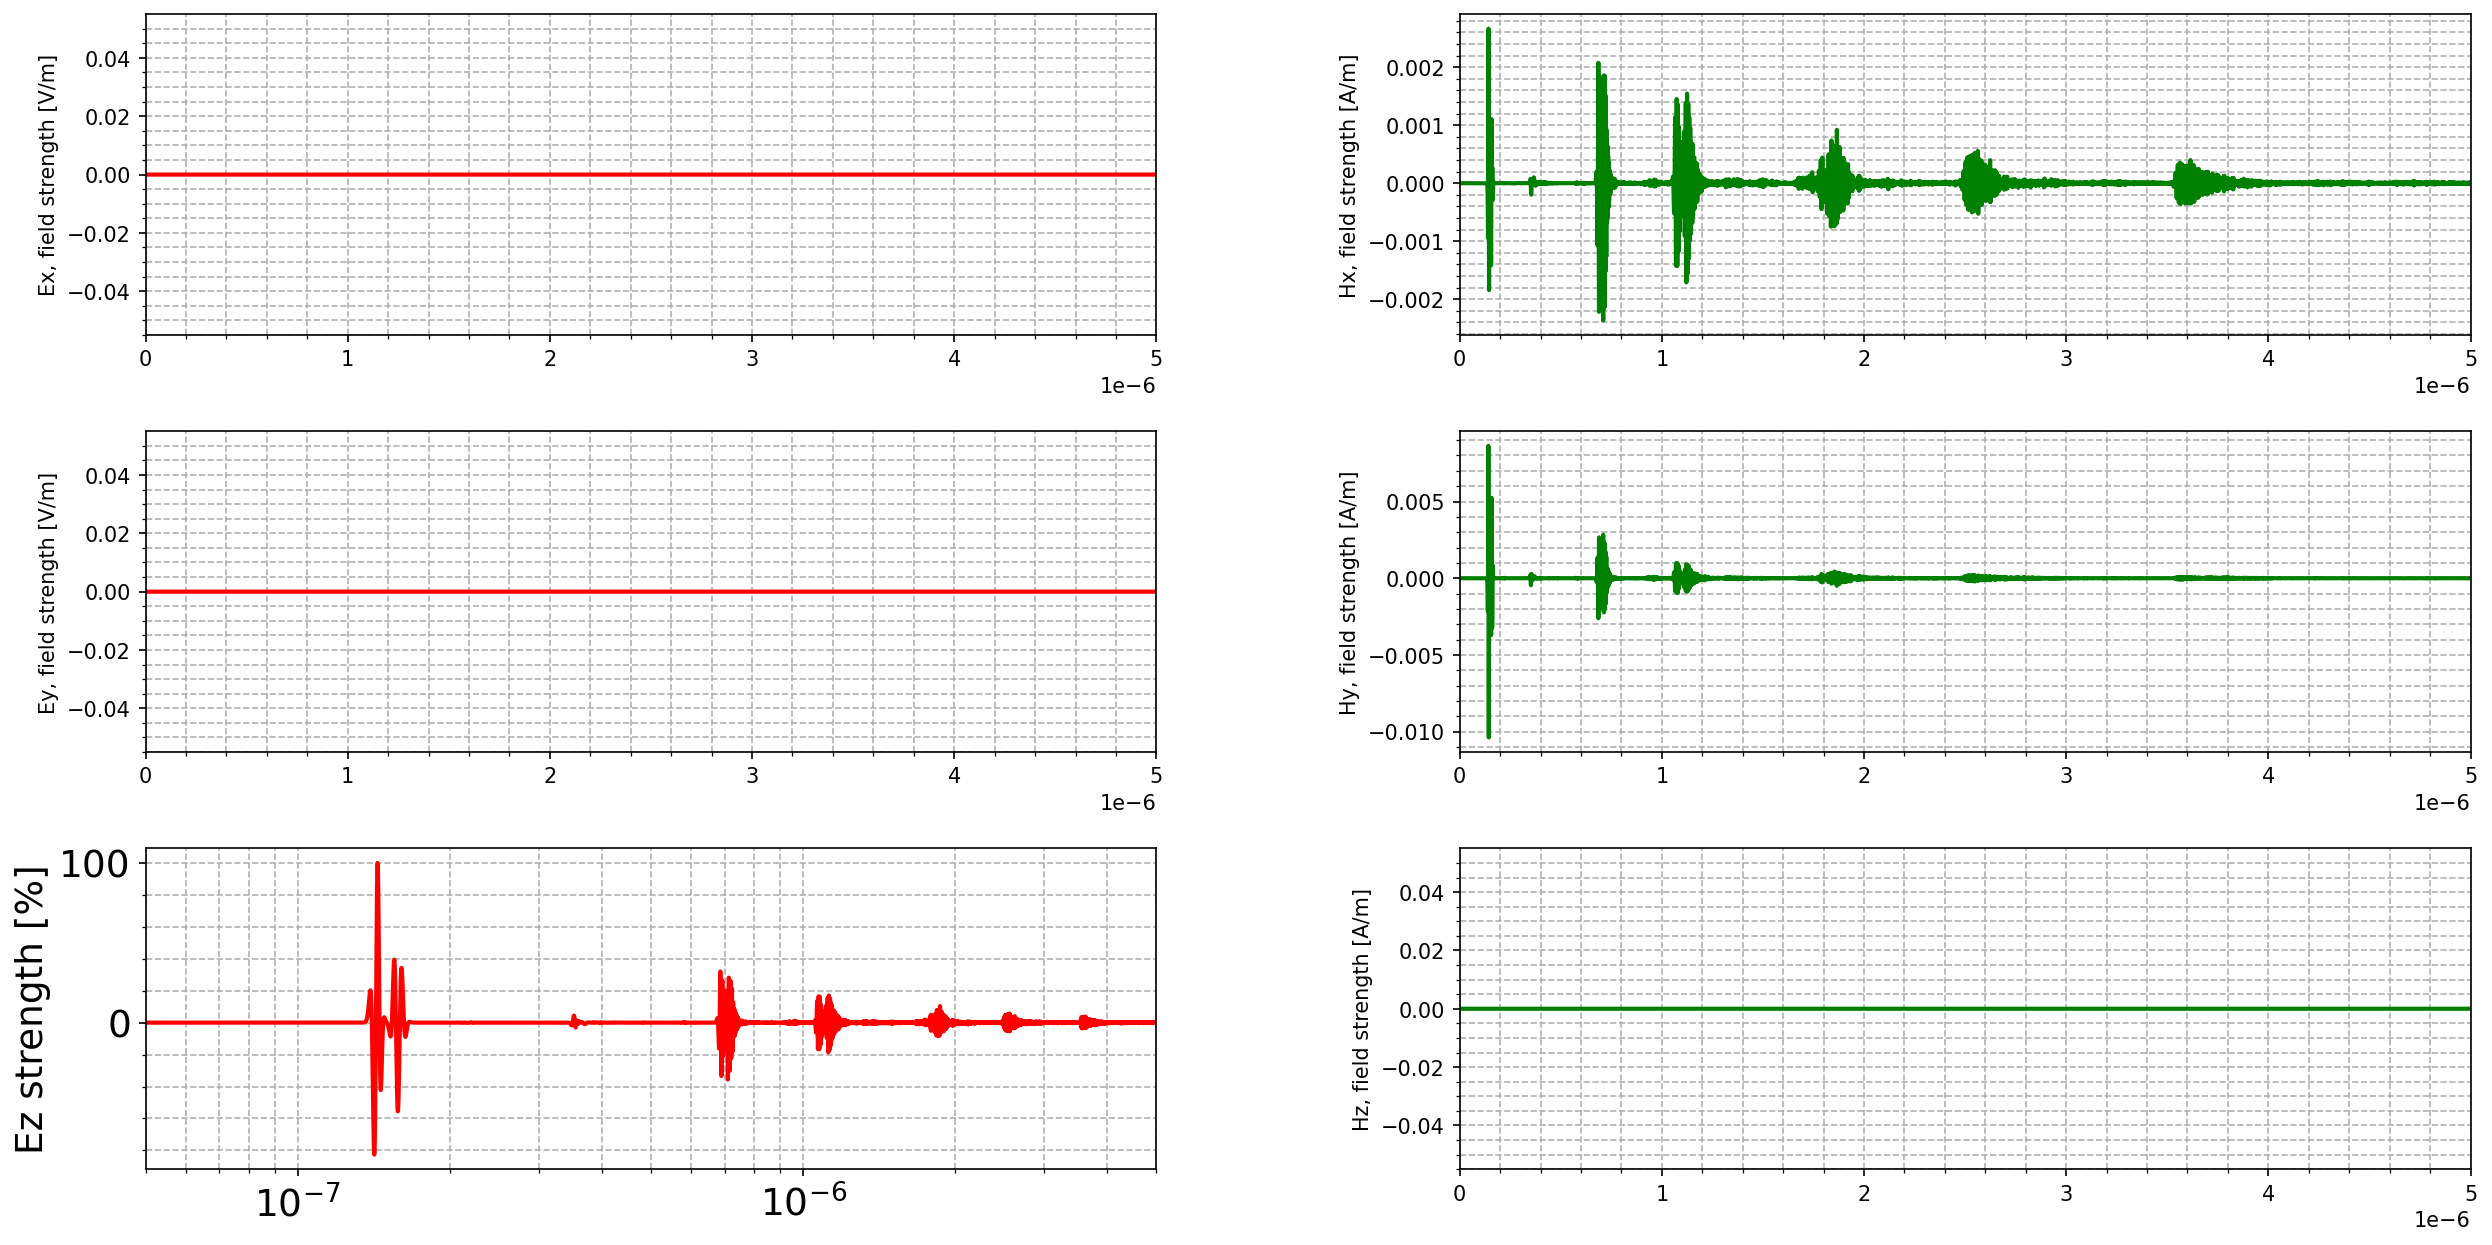 Ex, field strength [V/m]
0.04
0.02
0.00
−0.02
−0.04
0 1 2 3 4 5
1e−6
Hx, field strength [A/m]
0.002
0.001
0.000
−0.001
−0.002
0 1 2 3 4 5
1e−6
Ey, field strength [V/m]
0.04
0.02
0.00
−0.02
−0.04
0 1 2 3 4 5
1e−6
Hy, field strength [A/m]
0.005
0.000
−0.005
−0.010
0 1 2 3 4 5
1e−6
Ez strength [%]
100
0
10⁻⁷ 10⁻⁶
Hz, field strength [A/m]
0.04
0.02
0.00
−0.02
−0.04
0 1 2 3 4 5
1e−6